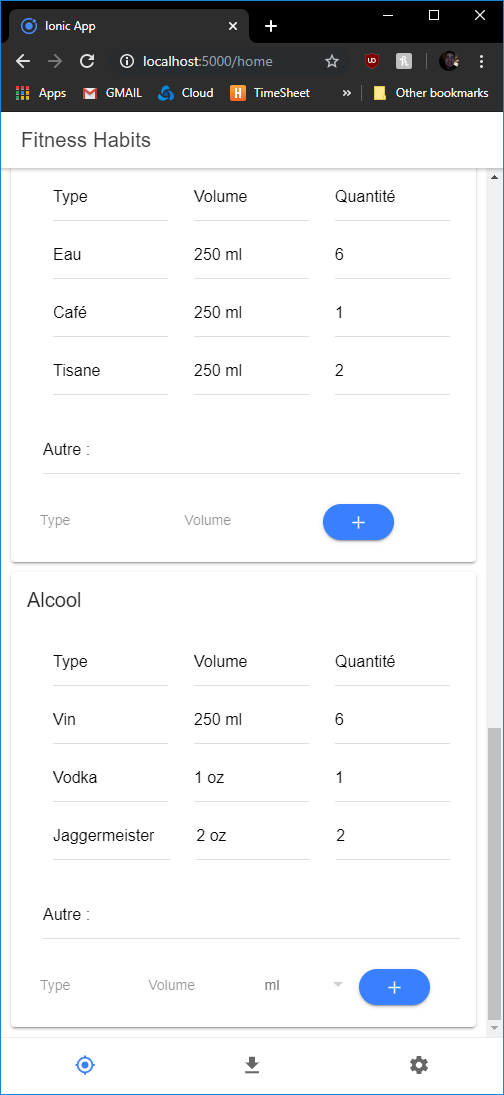 Ionic App
localhost:5000/home
UD
Apps GMAIL Cloud H TimeSheet » Other bookmarks
Fitness Habits
Type Volume Quantité
Eau 250 ml 6
Café 250 ml 1
Tisane 250 ml 2
Autre :
Type Volume +
Alcool
Type Volume Quantité
Vin 250 ml 6
Vodka 1 oz 1
Jaggermeister 2 oz 2
Autre :
Type Volume ml +